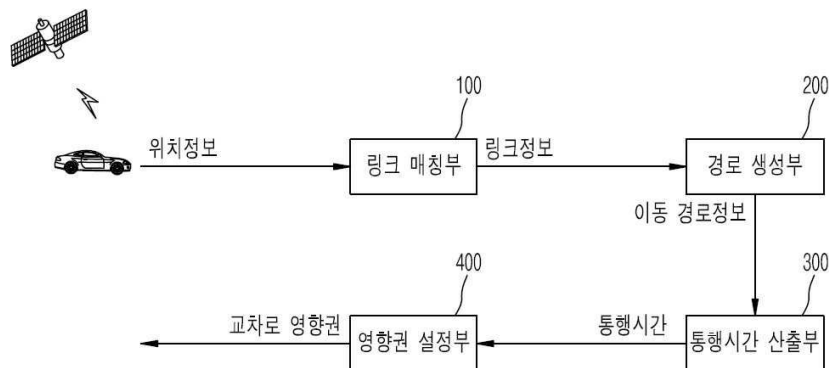 100
200
위치정보
링크 매칭부
링크정보
경로 생성부
이동 경로정보
400
300
교차로 영향권
영향권 설정부
통행시간
통행시간 산출부